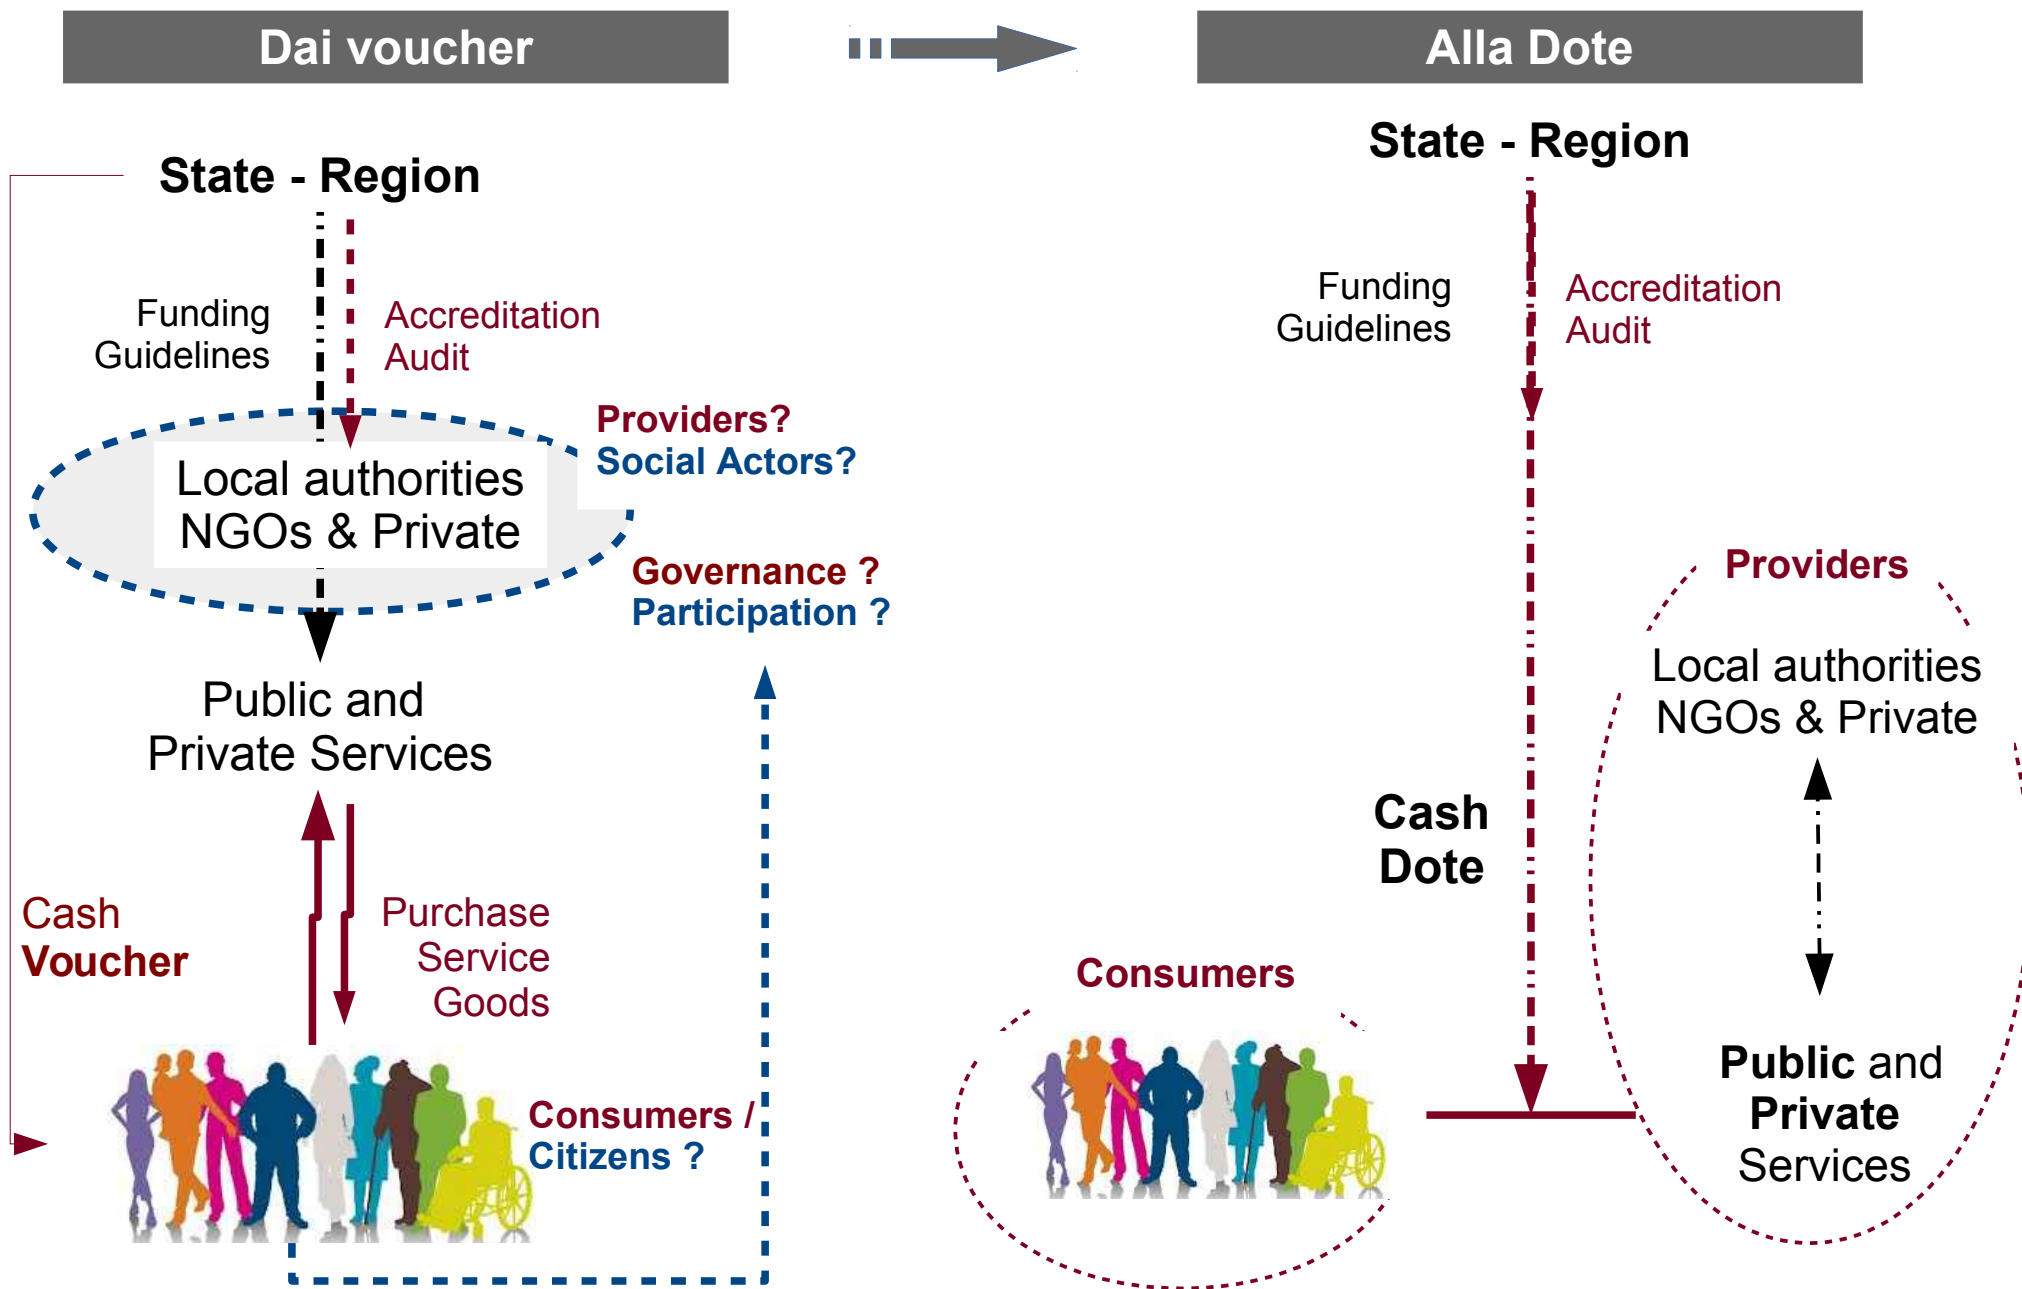 Dai voucher
Alla Dote
State - Region
Funding
Guidelines
Accreditation
Audit
Providers?
Social Actors?
Local authorities
NGOs & Private
Governance ?
Participation ?
Public and
Private Services
Cash
Voucher
Purchase
Service
Goods
Consumers /
Citizens ?
State - Region
Funding
Guidelines
Accreditation
Audit
Providers
Local authorities
NGOs & Private
Cash
Dote
Consumers
Public and
Private
Services